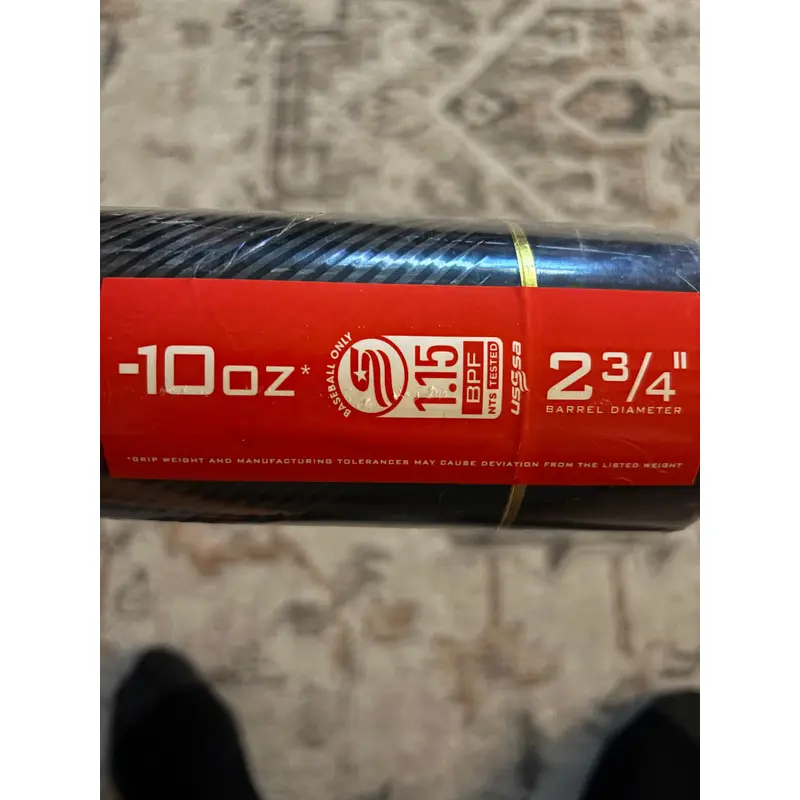 -10oz*
BASEBALL ONLY
1.15
BPF
NTS TESTED
USSSA
2 3/4"
BARREL DIAMETER
*GRIP WEIGHT AND MANUFACTURING TOLERANCES MAY CAUSE DEVIATION FROM THE LISTED WEIGHT